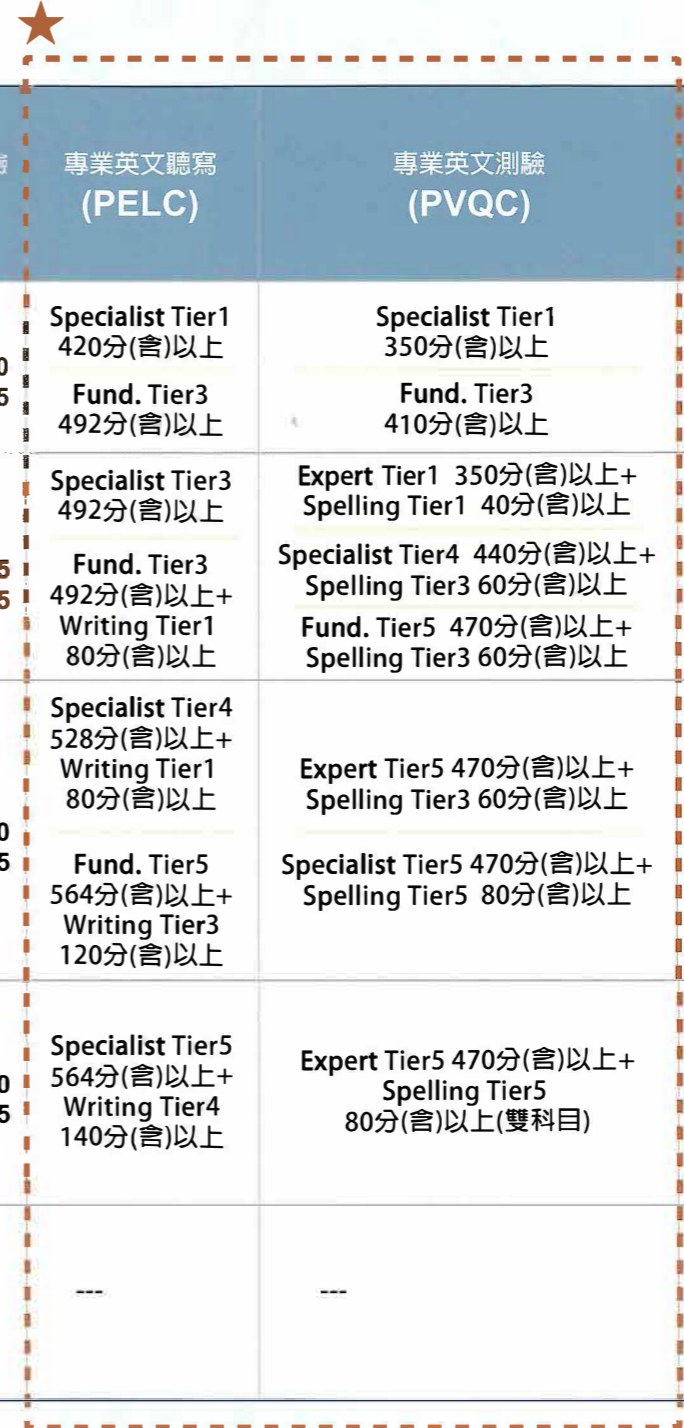 專業英文聽寫
(PELC)
專業英文測驗
(PVQC)
Specialist Tier1
420分(含)以上
Fund. Tier3
492分(含)以上
Specialist Tier1
350分(含)以上
Fund. Tier3
410分(含)以上
Specialist Tier3
492分(含)以上
Fund. Tier3
492分(含)以上+
Writing Tier1
80分(含)以上
Expert Tier1 350分(含)以上+
Spelling Tier1 40分(含)以上
Specialist Tier4 440分(含)以上+
Spelling Tier3 60分(含)以上
Fund. Tier5 470分(含)以上+
Spelling Tier3 60分(含)以上
Specialist Tier4
528分(含)以上+
Writing Tier1
80分(含)以上
Fund. Tier5
564分(含)以上+
Writing Tier3
120分(含)以上
Expert Tier5 470分(含)以上+
Spelling Tier3 60分(含)以上
Specialist Tier5 470分(含)以上+
Spelling Tier5 80分(含)以上
Specialist Tier5
564分(含)以上+
Writing Tier4
140分(含)以上
Expert Tier5 470分(含)以上+
Spelling Tier5
80分(含)以上(雙科目)
---
---